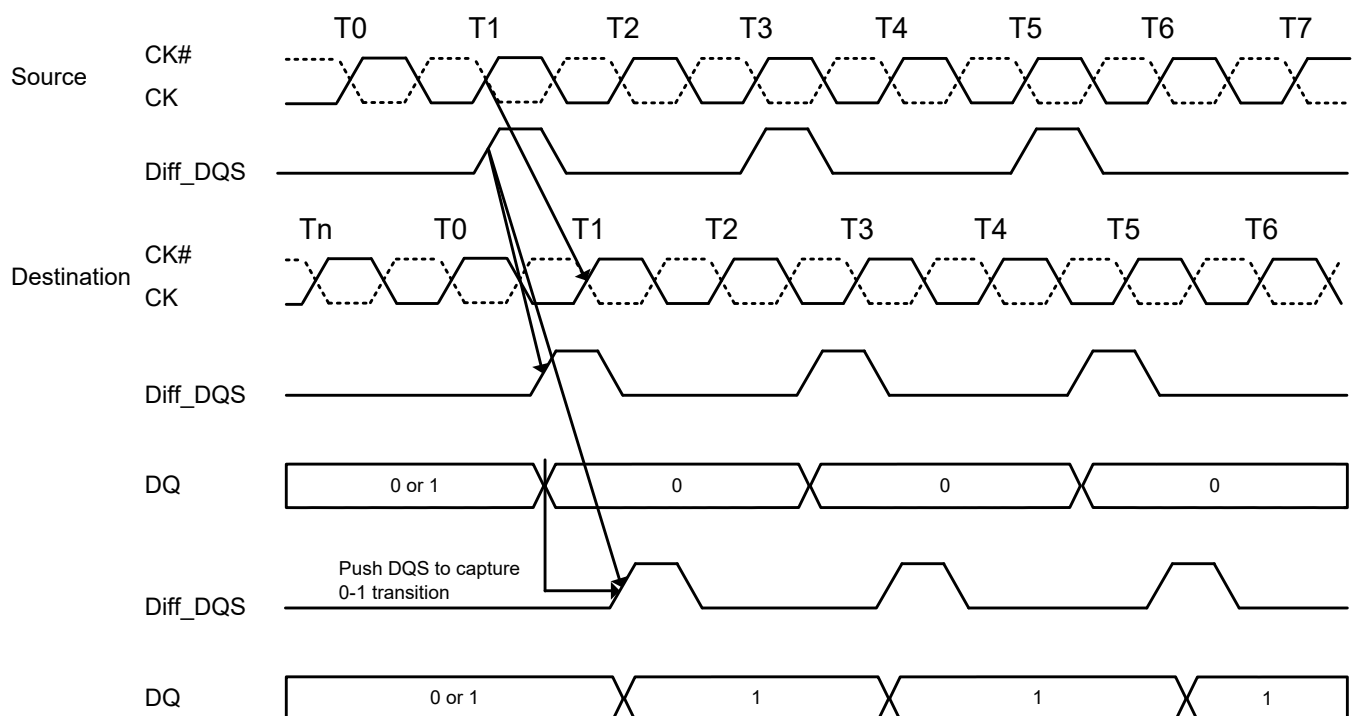 T0 T1 T2 T3 T4 T5 T6 T7
CK#
Source
CK
Diff_DQS
Tn T0 T1 T2 T3 T4 T5 T6
CK#
Destination
CK
Diff_DQS
DQ 0 or 1 0 0 0
Push DQS to capture
0-1 transition
Diff_DQS
DQ 0 or 1 1 1 1